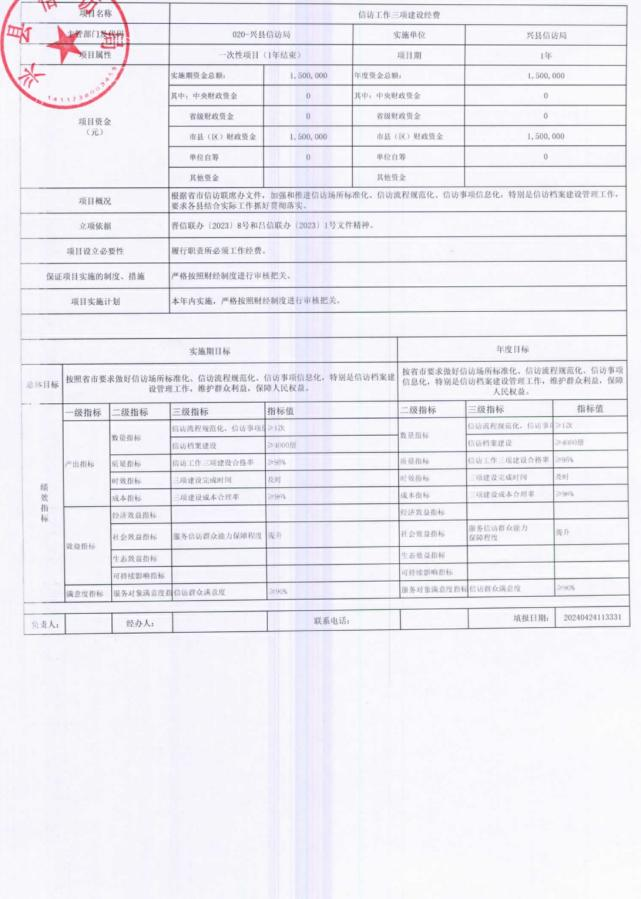 兴县信访局
项目名称 信访工作三项建设经费
主管部门及代码 020-兴县信访局 实施单位 兴县信访局
项目属性 一次性项目（1年结束） 项目期 1年
项目资金（元） 实施期资金总额： 1,500,000 年度资金总额： 1,500,000
其中：中央财政资金 0 其中：中央财政资金 0
省级财政资金 0 省级财政资金 0
市县（区）财政资金 1,500,000 市县（区）财政资金 1,500,000
单位自筹 0 单位自筹 0
其他资金 其他资金
项目概况 根据省市信访联席办文件，加强和推进信访场所标准化、信访流程规范化、信访事项信息化，特别是信访档案建设管理工作，
要求各县结合实际工作抓好贯彻落实。
立项依据 晋信联办〔2023〕8号和吕信联办〔2023〕1号文件精神。
项目设立必要性 履行职责所必须工作经费。
保证项目实施的制度、措施 严格按照财经制度进行审核把关。
项目实施计划 本年内实施，严格按照财经制度进行审核把关。
实施期目标 年度目标
总体目标 按照省市要求做好信访场所标准化、信访流程规范化、信访事项信息化，特别是信访档案建
设管理工作，维护群众利益，保障人民权益。
按省市要求做好信访场所标准化、信访流程规范化、信访事项
信息化，特别是信访档案建设管理工作，维护群众利益，保障
人民权益。
绩效指标 一级指标 二级指标 三级指标 指标值 二级指标 三级指标 指标值
产出指标 数量指标 信访流程规范化、信访事项 ≥1次 数量指标 信访流程规范化、信访事 ≥1次
信访档案建设 ≥4000册 信访档案建设 ≥4000册
质量指标 信访工作三项建设合格率 ≥95% 质量指标 信访工作三项建设合格率 ≥95%
时效指标 三项建设完成时间 及时 时效指标 三项建设完成时间 及时
成本指标 三项建设成本合理率 ≥96% 成本指标 三项建设成本合理率 ≥96%
效益指标 经济效益指标 经济效益指标
社会效益指标 服务信访群众能力保障程度 提升 社会效益指标 服务信访群众能力
保障程度 提升
生态效益指标 生态效益指标
可持续影响指标 可持续影响指标
满意度指标 服务对象满意度指 信访群众满意度 ≥90% 服务对象满意度指标 信访群众满意度 ≥90%
负责人： 经办人： 联系电话： 填报日期： 20240424113331